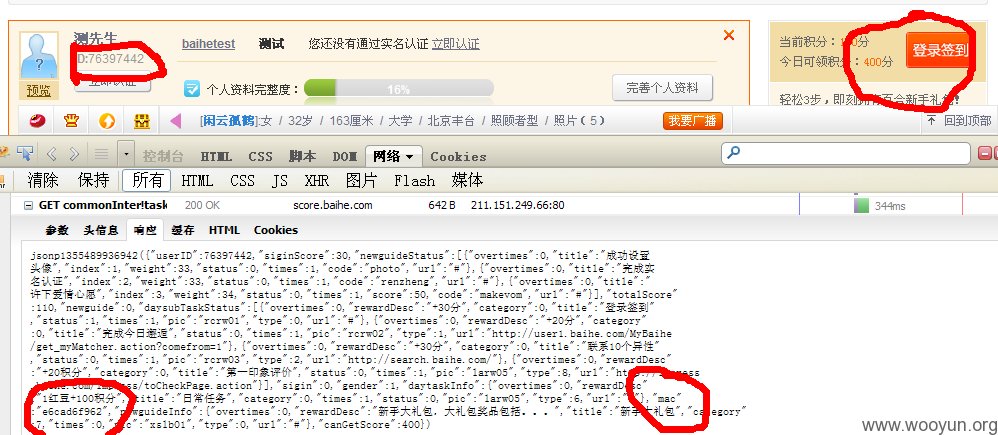 测先生
ID:76397442
立即认证
预览
baihetest 测试 您还没有通过实名认证 立即认证
个人资料完整度： 16% 完善个人资料
当前积分： 分
今日可领积分：400分
登录签到
轻松3步，即刻拥有百合新手礼包!
[闲云孤鹤]:女 / 32岁 / 163厘米 / 大学 / 北京丰台 / 照顾者型 / 照片（5） 我要广播 回到顶部
控制台 HTML CSS 脚本 DOM 网络 Cookies
清除 保持 所有 HTML CSS JS XHR 图片 Flash 媒体
GET commonInter!task 200 OK score.baihe.com 642 B 211.151.249.66:80 344ms
参数 头信息 响应 缓存 HTML Cookies
jsonp1355489936942({"userID":76397442,"siginScore":30,"newguideStatus":[{"overtimes":0,"title":"成功设置
头像","index":1,"weight":33,"status":0,"times":1,"code":"photo","url":"#"},{"overtimes":0,"title":"完成实
名认证","index":2,"weight":33,"status":0,"times":1,"code":"renzheng","url":"#"},{"overtimes":0,"title":"
许下爱情心愿","index":3,"weight":34,"status":0,"times":1,"score":50,"code":"makevom","url":"#"}],"totalScore"
:110,"newguide":0,"daysubTaskStatus":[{"overtimes":0,"rewardDesc":"+30分","category":0,"title":"登录签到"
,"status":1,"times":1,"pic":"rcrw01","type":0,"url":"#"},{"overtimes":0,"rewardDesc":"+20分","category"
:0,"title":"完成今日邂逅","status":0,"times":1,"pic":"rcrw02","type":1,"url":"http://user1.baihe.com/MyBaihe
/get_myMatcher.action?comefrom=1"},{"overtimes":0,"rewardDesc":"+30分","category":0,"title":"联系10个异性"
,"status":0,"times":1,"pic":"rcrw03","type":2,"url":"http://search.baihe.com/"},{"overtimes":0,"rewardDesc"
:"+20积分","category":0,"title":"第一印象评价","status":0,"times":1,"pic":"larw05","type":8,"url":
/toCheckPage.action"}],"sigin":0,"gender":1,"daytaskInfo":{"overtimes":0,"rewardDesc"
:"1红豆+100积分","title":"日常任务","category":0,"times":1,"status":0,"pic":"larw05","type":6,"url":"#"},"mac"
:"e6cad6f962","newguideInfo":{"overtimes":0,"rewardDesc":"新手大礼包，大礼包奖品包括...","title":"新手大礼包","category"
:7,"times":0,"pic":"xslb01","type":0,"url":"#"},"canGetScore":400})
www.wooyun.org